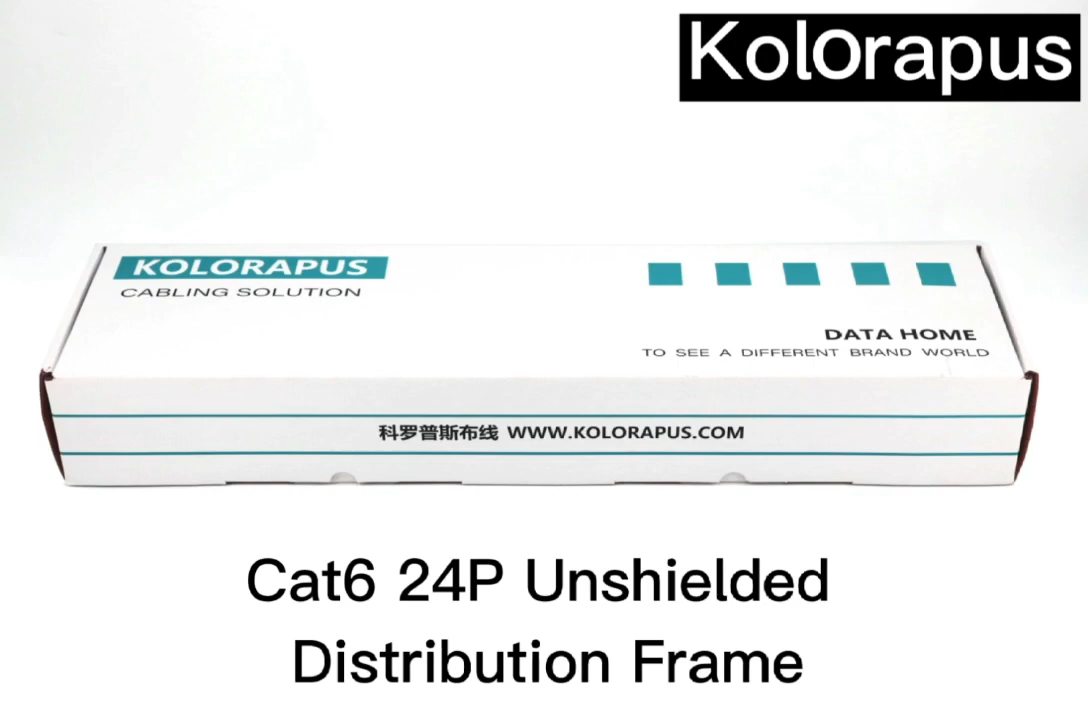 Kolorapus
KOLORAPUS
CABLING SOLUTION
DATA HOME
TO SEE A DIFFERENT BRAND WORLD
科罗普斯布线 WWW.KOLORAPUS.COM
Cat6 24P Unshielded
Distribution Frame